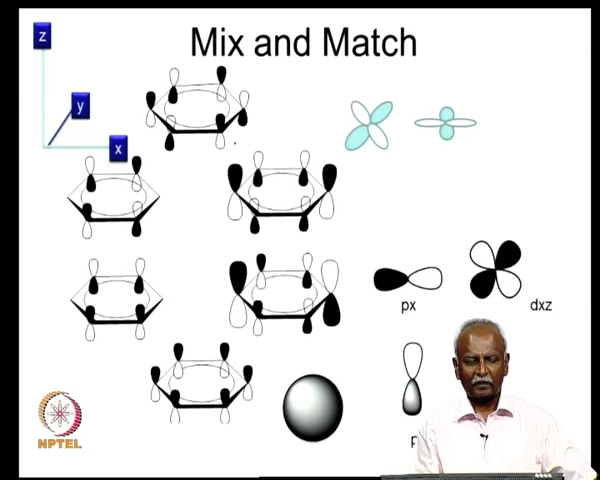 Mix and Match
z
y
x
px
dxz
NPTEL